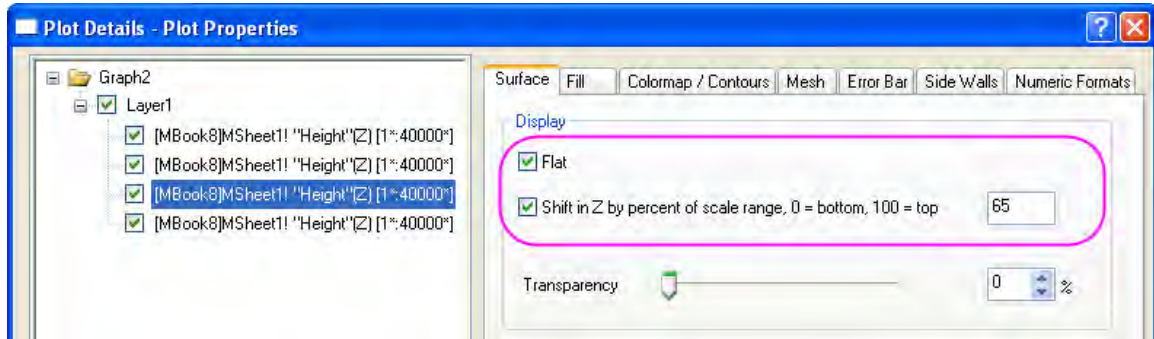 Plot Details - Plot Properties
Graph2
Layer1
[MBook8]MSheet1! "Height"(Z) [1*:40000*]
[MBook8]MSheet1! "Height"(Z) [1*:40000*]
[MBook8]MSheet1! "Height"(Z) [1*:40000*]
[MBook8]MSheet1! "Height"(Z) [1*:40000*]
Surface Fill Colormap / Contours Mesh Error Bar Side Walls Numeric Formats
Display
Flat
Shift in Z by percent of scale range, 0 = bottom, 100 = top 65
Transparency 0 %